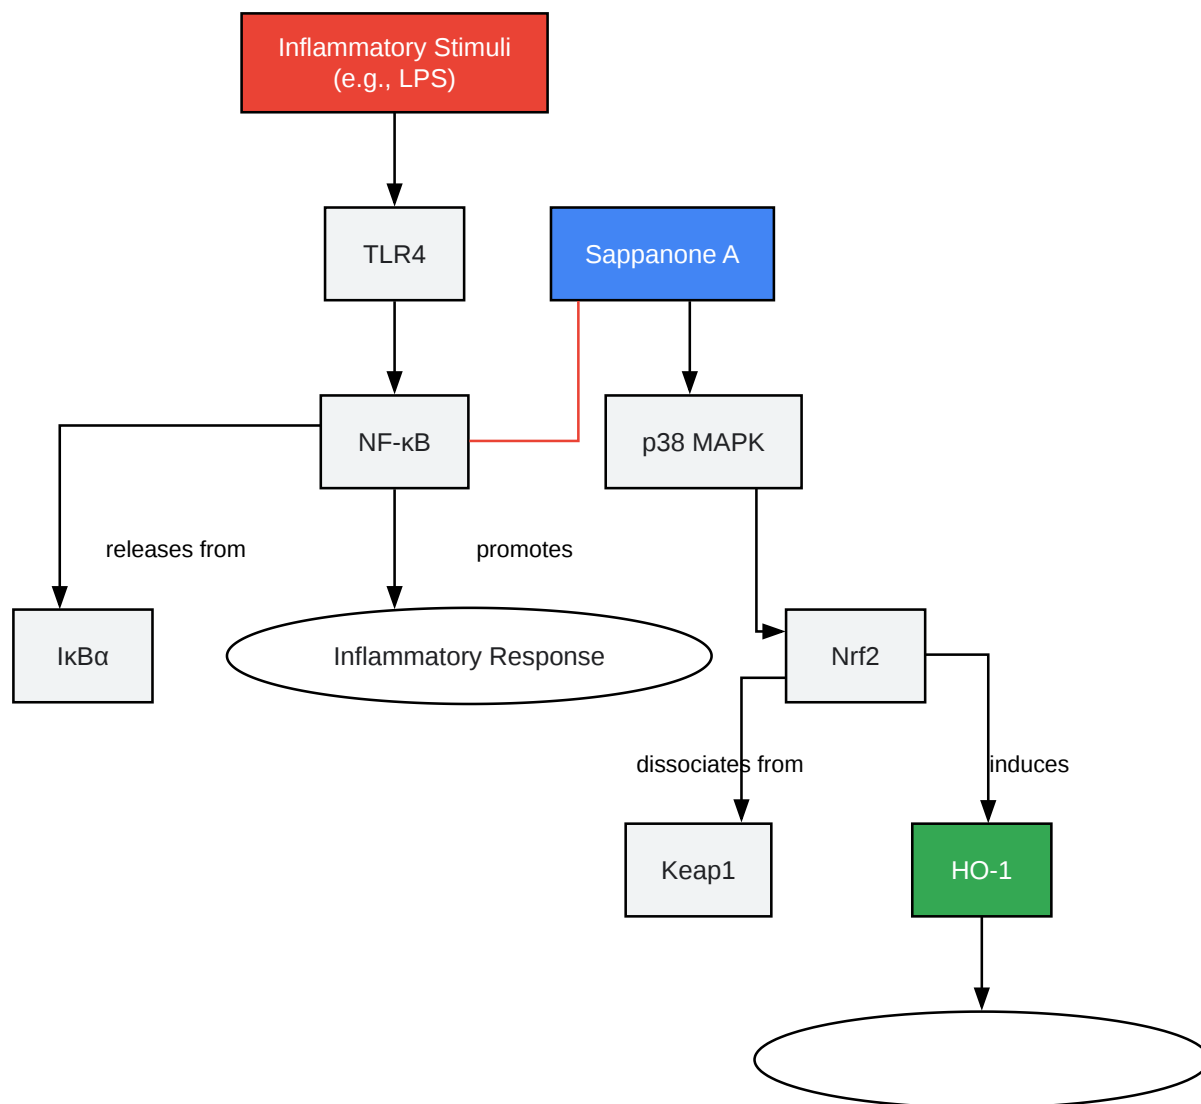 Inflammatory Stimuli
(e.g., LPS)
TLR4
Sappanone A
NF-κB
p38 MAPK
releases from
promotes
IκBα
Inflammatory Response
Nrf2
dissociates from
induces
Keap1
HO-1